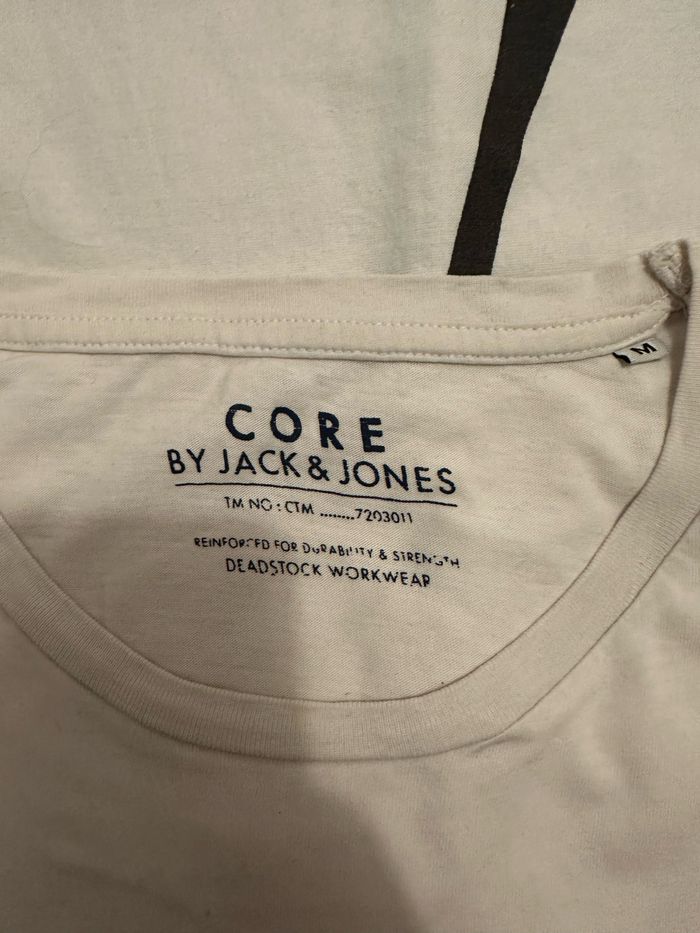 M
CORE
BY JACK & JONES
TM NO : CTM ........7203011
REINFORCED FOR DURABILITY & STRENGTH
DEADSTOCK WORKWEAR